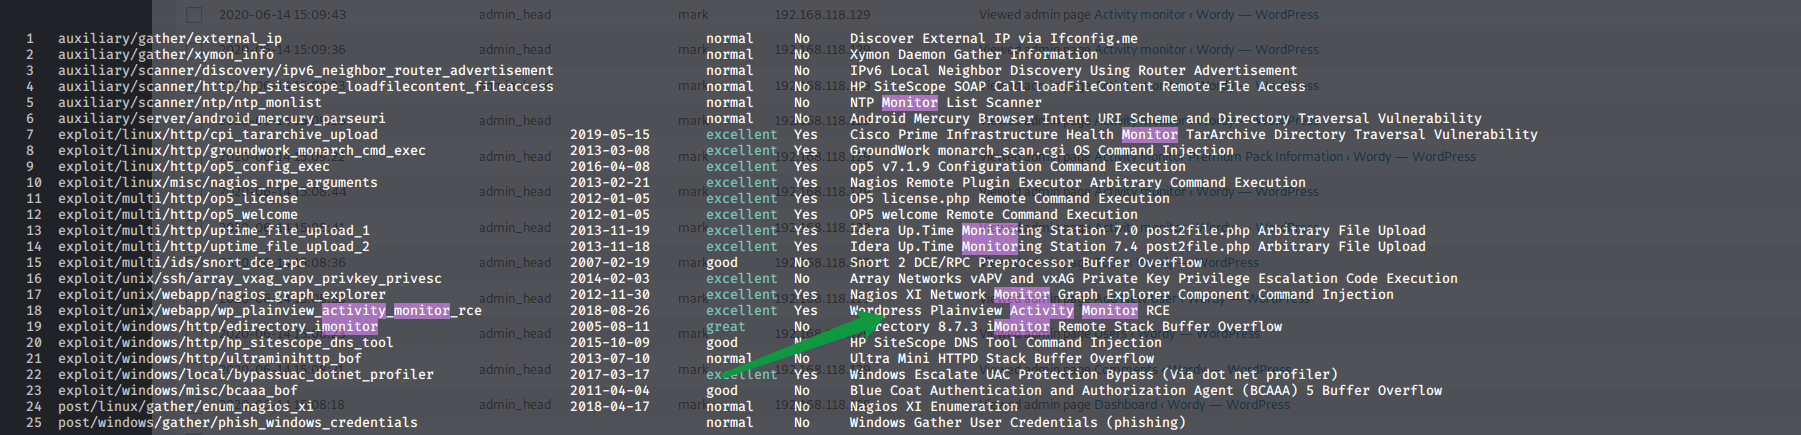 2020-06-14 15:09:43 admin_head mark 192.168.118.129 Viewed admin page Activity monitor ‹ Wordy — WordPress
1 auxiliary/gather/external_ip normal No Discover External IP via Ifconfig.me
2 auxiliary/gather/xymon_info normal No Xymon Daemon Gather Information
3 auxiliary/scanner/discovery/ipv6_neighbor_router_advertisement normal No IPv6 Local Neighbor Discovery Using Router Advertisement
4 auxiliary/scanner/http/hp_sitescope_loadfilecontent_fileaccess normal No HP SiteScope SOAP Call loadFileContent Remote File Access
5 auxiliary/scanner/ntp/ntp_monlist normal No NTP Monitor List Scanner
6 auxiliary/server/android_mercury_parseuri normal No Android Mercury Browser Intent URI Scheme and Directory Traversal Vulnerability
7 exploit/linux/http/cpi_tararchive_upload 2019-05-15 excellent Yes Cisco Prime Infrastructure Health Monitor TarArchive Directory Traversal Vulnerability
8 exploit/linux/http/groundwork_monarch_cmd_exec 2013-03-08 excellent Yes GroundWork monarch_scan.cgi OS Command Injection
9 exploit/linux/http/op5_config_exec 2016-04-08 excellent Yes op5 v7.1.9 Configuration Command Execution
10 exploit/linux/misc/nagios_nrpe_arguments 2013-02-21 excellent Yes Nagios Remote Plugin Executor Arbitrary Command Execution
11 exploit/multi/http/op5_license 2012-01-05 excellent Yes OP5 license.php Remote Command Execution
12 exploit/multi/http/op5_welcome 2012-01-05 excellent Yes OP5 welcome Remote Command Execution
13 exploit/multi/http/uptime_file_upload_1 2013-11-19 excellent Yes Idera Up.Time Monitoring Station 7.0 post2file.php Arbitrary File Upload
14 exploit/multi/http/uptime_file_upload_2 2013-11-18 excellent Yes Idera Up.Time Monitoring Station 7.4 post2file.php Arbitrary File Upload
15 exploit/multi/ids/snort_dce_rpc 2007-02-19 good No Snort 2 DCE/RPC Preprocessor Buffer Overflow
16 exploit/unix/ssh/array_vxag_vapv_privkey_privesc 2014-02-03 excellent No Array Networks vAPV and vxAG Private Key Privilege Escalation Code Execution
17 exploit/unix/webapp/nagios_graph_explorer 2012-11-30 excellent Yes Nagios XI Network Monitor Graph Explorer Component Command Injection
18 exploit/unix/webapp/wp_plainview_activity_monitor_rce 2018-08-26 excellent Yes Wordpress Plainview Activity Monitor RCE
19 exploit/windows/http/edirectory_imonitor 2005-08-11 great No rectory 8.7.3 iMonitor Remote Stack Buffer Overflow
20 exploit/windows/http/hp_sitescope_dns_tool 2015-10-09 good No HP SiteScope DNS Tool Command Injection
21 exploit/windows/http/ultraminihttp_bof 2013-07-10 normal No Ultra Mini HTTPD Stack Buffer Overflow
22 exploit/windows/local/bypassuac_dotnet_profiler 2017-03-17 excellent Yes Windows Escalate UAC Protection Bypass (Via dot net profiler)
23 exploit/windows/misc/bcaaa_bof 2011-04-04 good No Blue Coat Authentication and Authorization Agent (BCAAA) 5 Buffer Overflow
24 post/linux/gather/enum_nagios_xi 2018-04-17 normal No Nagios XI Enumeration
25 post/windows/gather/phish_windows_credentials normal No Windows Gather User Credentials (phishing)